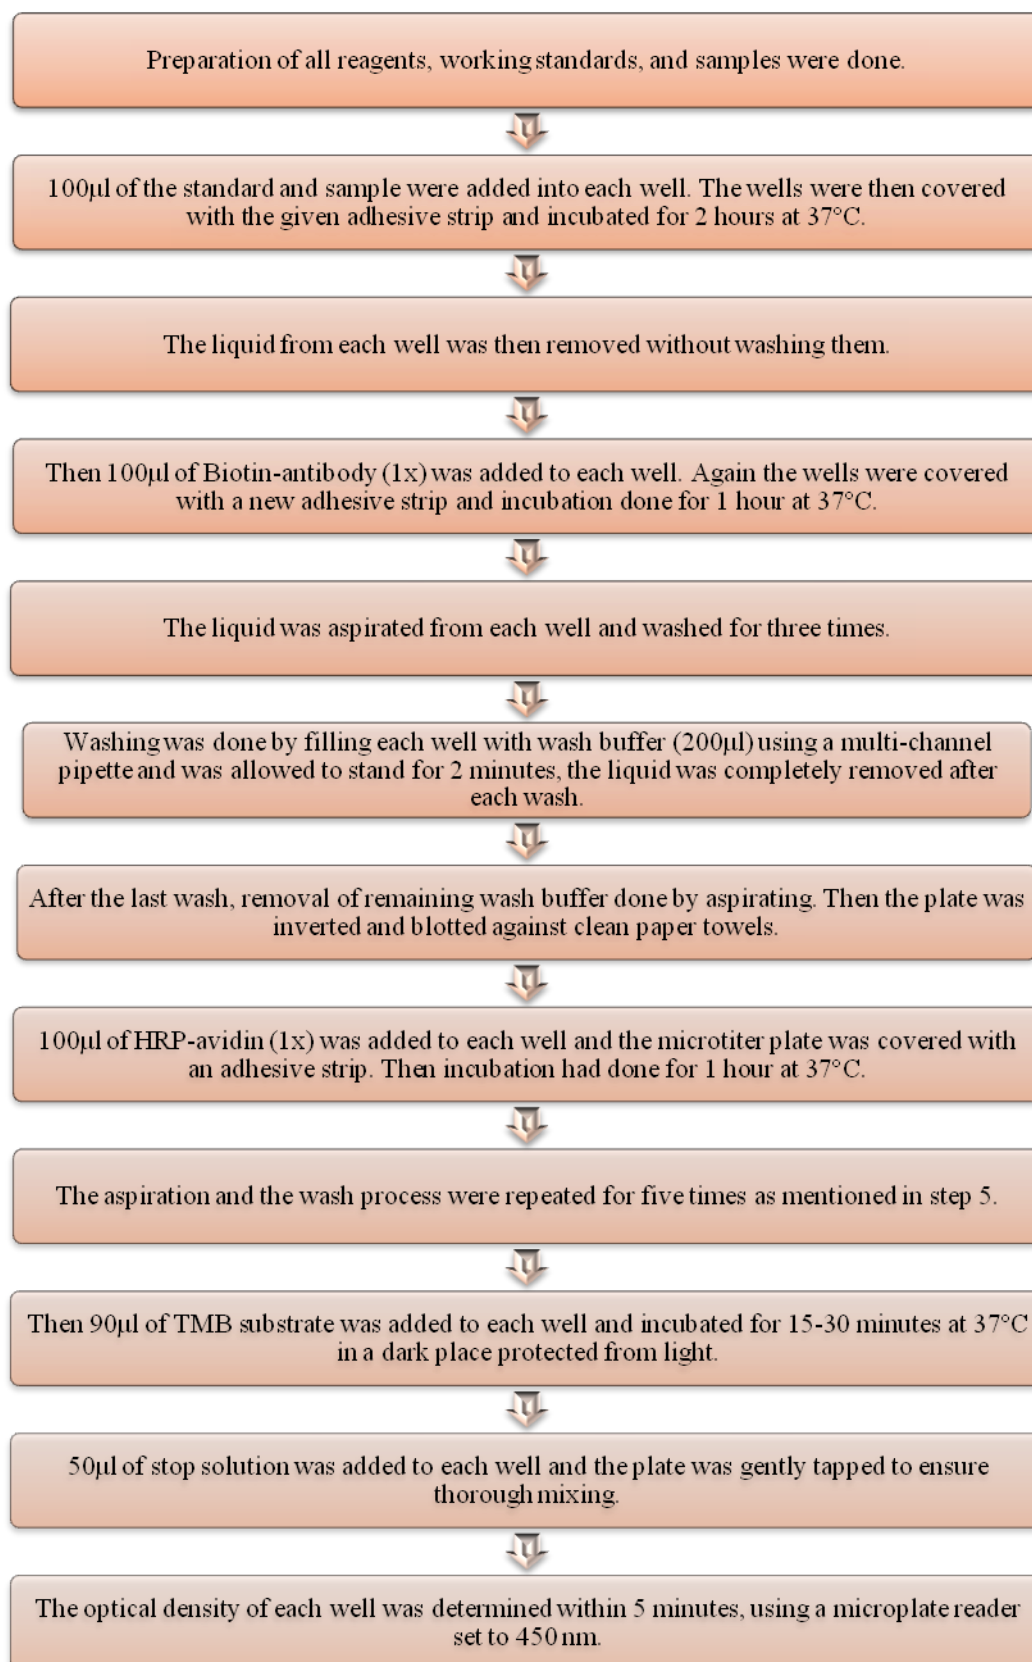 Preparation of all reagents, working standards, and samples were done.
100µl of the standard and sample were added into each well. The wells were then covered
with the given adhesive strip and incubated for 2 hours at 37°C.
The liquid from each well was then removed without washing them.
Then 100µl of Biotin-antibody (1x) was added to each well. Again the wells were covered
with a new adhesive strip and incubation done for 1 hour at 37°C.
The liquid was aspirated from each well and washed for three times.
Washing was done by filling each well with wash buffer (200µl) using a multi-channel
pipette and was allowed to stand for 2 minutes, the liquid was completely removed after
each wash.
After the last wash, removal of remaining wash buffer done by aspirating. Then the plate was
inverted and blotted against clean paper towels.
100µl of HRP-avidin (1x) was added to each well and the microtiter plate was covered with
an adhesive strip. Then incubation had done for 1 hour at 37°C.
The aspiration and the wash process were repeated for five times as mentioned in step 5.
Then 90µl of TMB substrate was added to each well and incubated for 15-30 minutes at 37°C
in a dark place protected from light.
50µl of stop solution was added to each well and the plate was gently tapped to ensure
thorough mixing.
The optical density of each well was determined within 5 minutes, using a microplate reader
set to 450 nm.